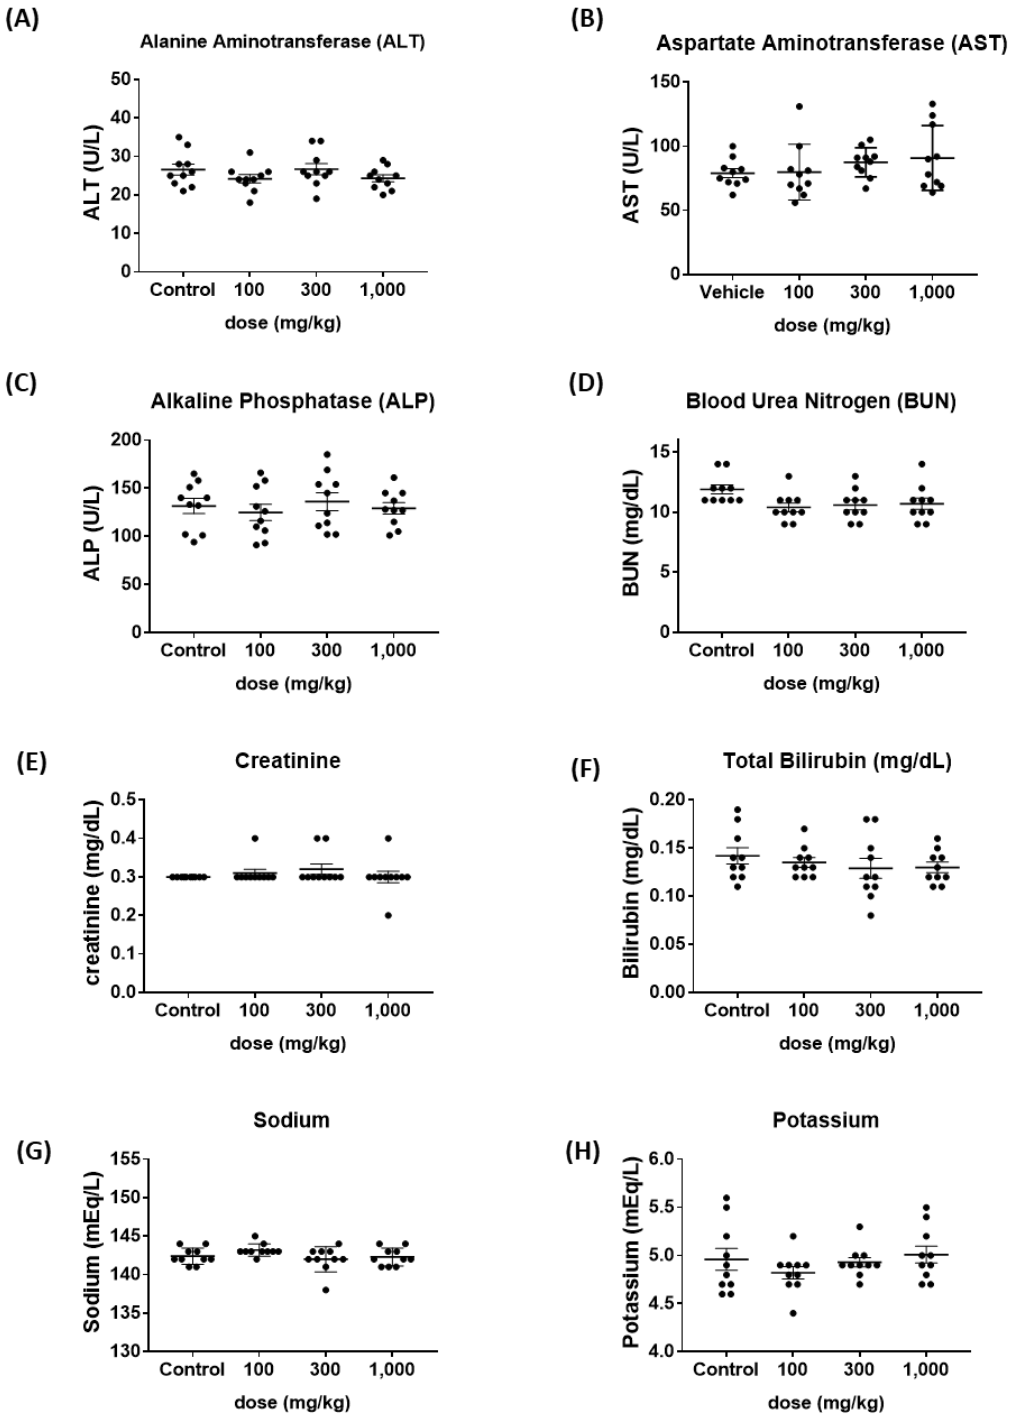 (A)
Alanine Aminotransferase (ALT)
ALT (U/L)
50
40
30
20
10
0
Control 100 300 1,000
dose (mg/kg)
(B)
Aspartate Aminotransferase (AST)
AST (U/L)
150
100
50
0
Vehicle 100 300 1,000
dose (mg/kg)
(C)
Alkaline Phosphatase (ALP)
ALP (U/L)
200
150
100
50
0
Control 100 300 1,000
dose (mg/kg)
(D)
Blood Urea Nitrogen (BUN)
BUN (mg/dL)
15
10
5
0
Control 100 300 1,000
dose (mg/kg)
(E)
Creatinine
creatinine (mg/dL)
0.5
0.4
0.3
0.2
0.1
0.0
Control 100 300 1,000
dose (mg/kg)
(F)
Total Bilirubin (mg/dL)
Bilirubin (mg/dL)
0.20
0.15
0.10
0.05
0.00
Control 100 300 1,000
dose (mg/kg)
(G)
Sodium
Sodium (mEq/L)
155
150
145
140
135
130
Control 100 300 1,000
dose (mg/kg)
(H)
Potassium
Potassium (mEq/L)
6.0
5.5
5.0
4.5
4.0
Control 100 300 1,000
dose (mg/kg)